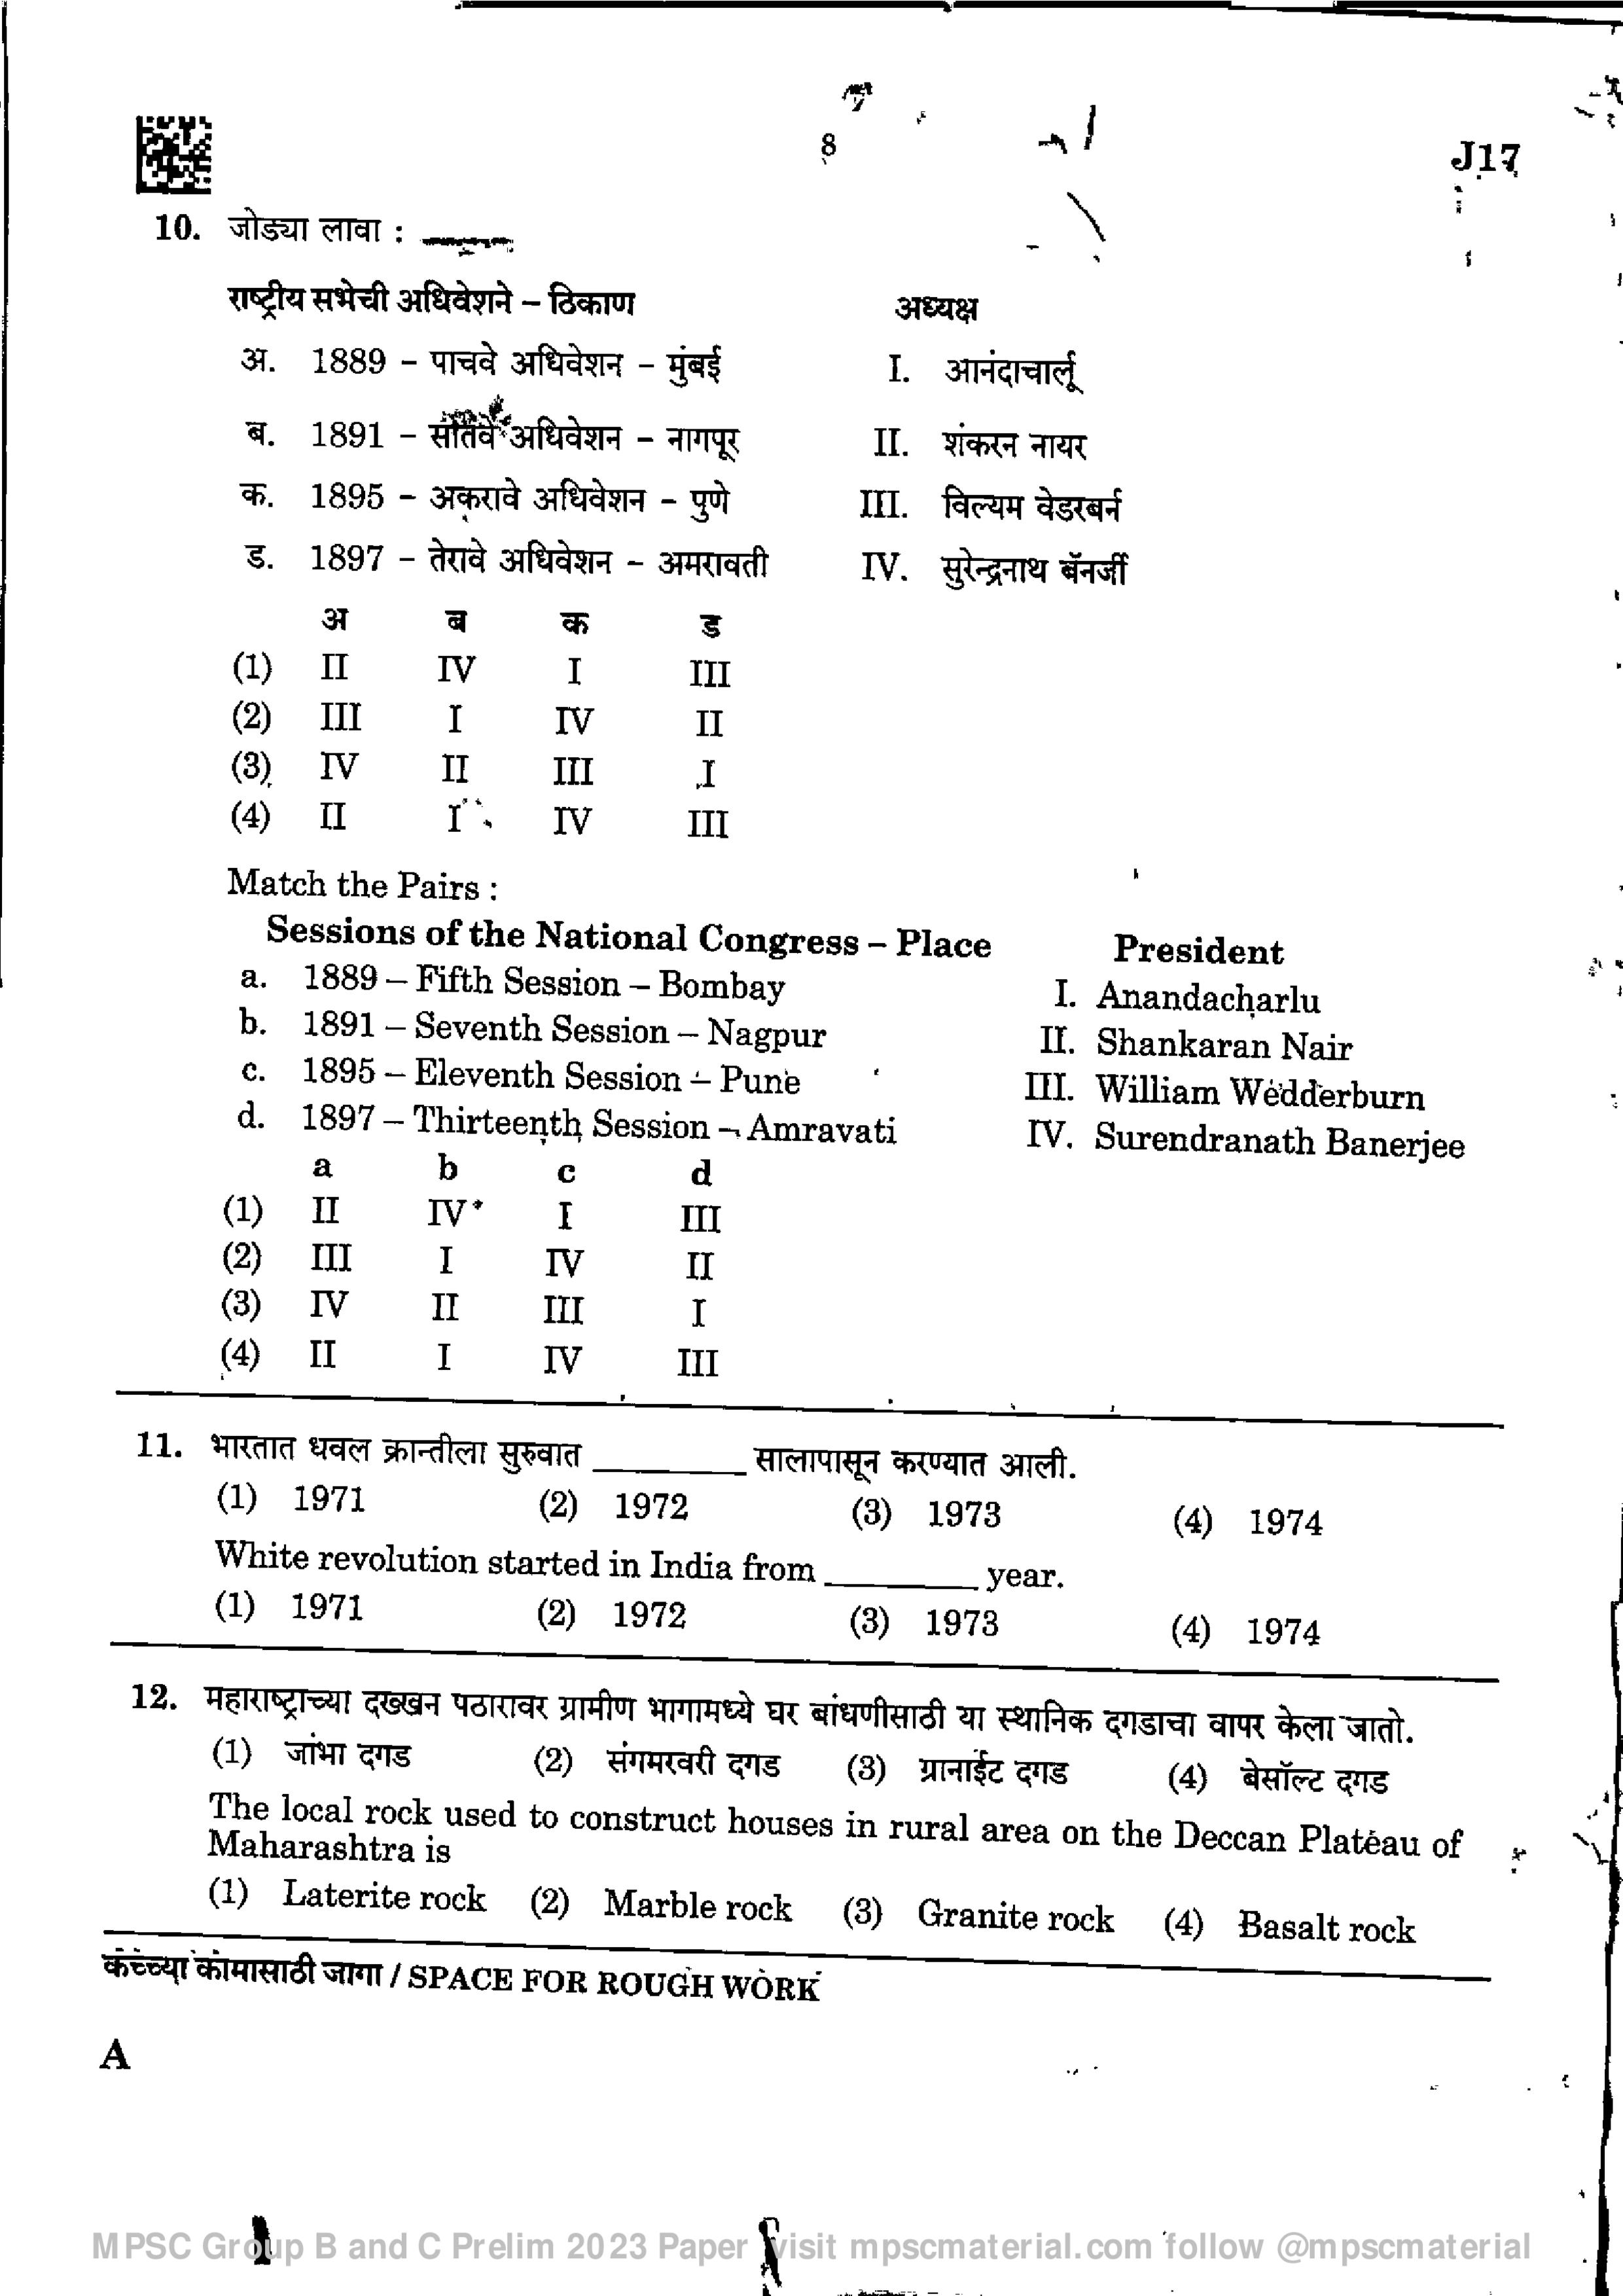 8
J17
10. जोड्या लावा :
राष्ट्रीय सभेची अधिवेशने – ठिकाण अध्यक्ष
अ. 1889 – पाचवे अधिवेशन – मुंबई I. आनंदाचार्लू
ब. 1891 – सातवे अधिवेशन – नागपूर II. शंकरन नायर
क. 1895 – अकरावे अधिवेशन – पुणे III. विल्यम वेडरबर्न
ड. 1897 – तेरावे अधिवेशन – अमरावती IV. सुरेन्द्रनाथ बॅनर्जी
अ ब क ड
(1) II IV I III
(2) III I IV II
(3) IV II III I
(4) II I IV III
Match the Pairs :
Sessions of the National Congress – Place President
a. 1889 – Fifth Session – Bombay I. Anandacharlu
b. 1891 – Seventh Session – Nagpur II. Shankaran Nair
c. 1895 – Eleventh Session – Pune III. William Wedderburn
d. 1897 – Thirteenth Session – Amravati IV. Surendranath Banerjee
a b c d
(1) II IV I III
(2) III I IV II
(3) IV II III I
(4) II I IV III
11. भारतात धवल क्रान्तीला सुरुवात ________ सालापासून करण्यात आली.
(1) 1971 (2) 1972 (3) 1973 (4) 1974
White revolution started in India from ________ year.
(1) 1971 (2) 1972 (3) 1973 (4) 1974
12. महाराष्ट्राच्या दख्खन पठारावर ग्रामीण भागामध्ये घर बांधणीसाठी या स्थानिक दगडाचा वापर केला जातो.
(1) जांभा दगड (2) संगमरवरी दगड (3) ग्रानाईट दगड (4) बेसॉल्ट दगड
The local rock used to construct houses in rural area on the Deccan Plateau of
Maharashtra is
(1) Laterite rock (2) Marble rock (3) Granite rock (4) Basalt rock
कच्च्या कामासाठी जागा / SPACE FOR ROUGH WORK
A
MPSC Group B and C Prelim 2023 Paper visit mpscmaterial.com follow @mpscmaterial